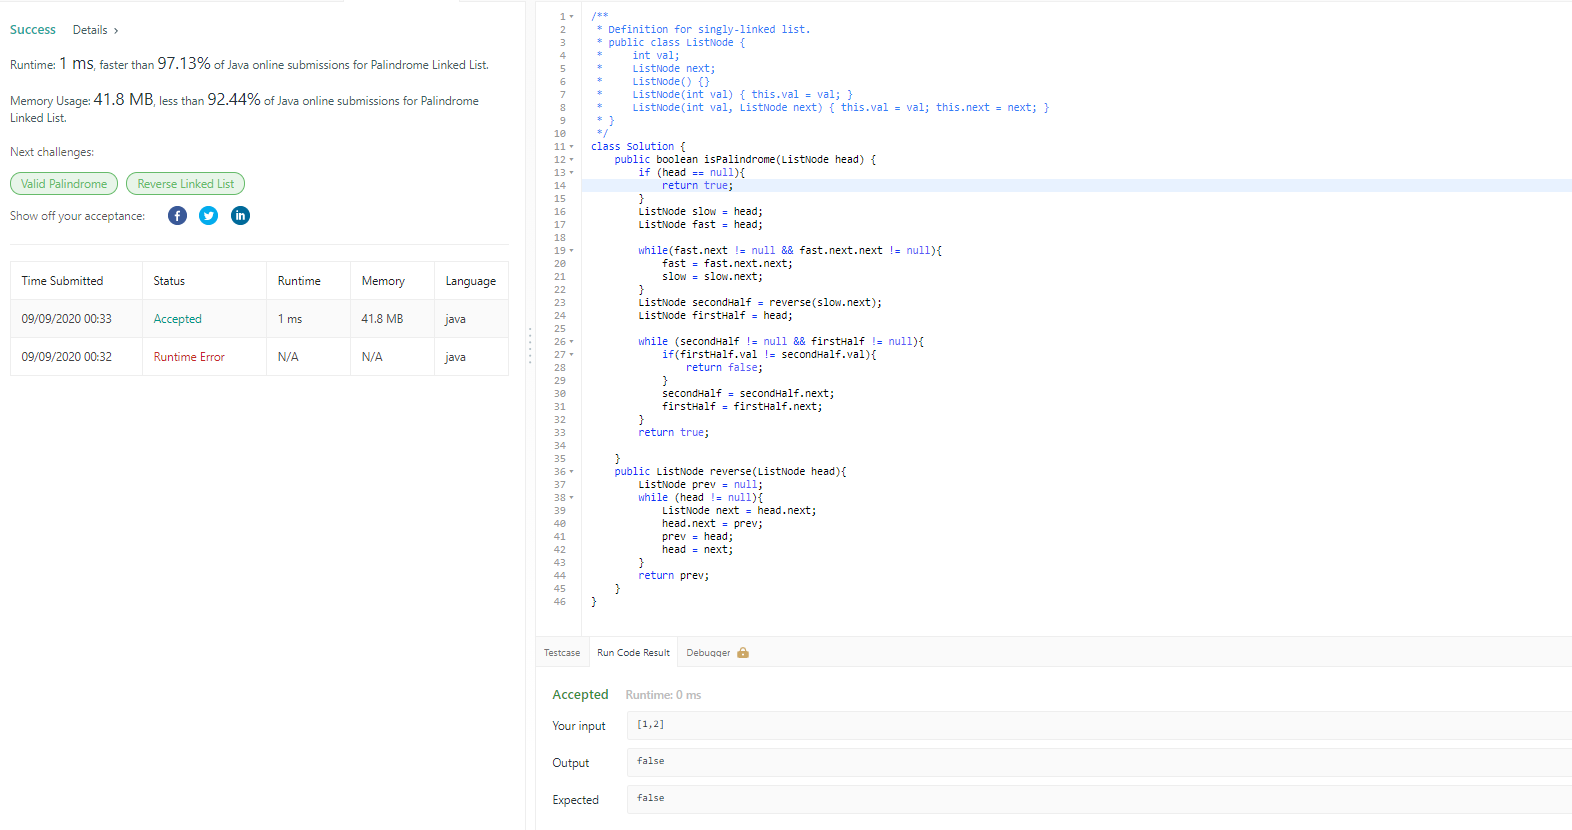 Success Details >
Runtime: 1 ms, faster than 97.13% of Java online submissions for Palindrome Linked List.
Memory Usage: 41.8 MB, less than 92.44% of Java online submissions for Palindrome
Linked List.
Next challenges:
Valid Palindrome Reverse Linked List
Show off your acceptance: f in
Time Submitted Status Runtime Memory Language
09/09/2020 00:33 Accepted 1 ms 41.8 MB java
09/09/2020 00:32 Runtime Error N/A N/A java
1 /**
2  * Definition for singly-linked list.
3  * public class ListNode {
4  *     int val;
5  *     ListNode next;
6  *     ListNode() {}
7  *     ListNode(int val) { this.val = val; }
8  *     ListNode(int val, ListNode next) { this.val = val; this.next = next; }
9  * }
10  */
11 class Solution {
12     public boolean isPalindrome(ListNode head) {
13         if (head == null){
14             return true;
15         }
16         ListNode slow = head;
17         ListNode fast = head;
18
19         while(fast.next != null && fast.next.next != null){
20             fast = fast.next.next;
21             slow = slow.next;
22         }
23         ListNode secondHalf = reverse(slow.next);
24         ListNode firstHalf = head;
25
26         while (secondHalf != null && firstHalf != null){
27             if(firstHalf.val != secondHalf.val){
28                 return false;
29             }
30             secondHalf = secondHalf.next;
31             firstHalf = firstHalf.next;
32         }
33         return true;
34
35     }
36     public ListNode reverse(ListNode head){
37         ListNode prev = null;
38         while (head != null){
39             ListNode next = head.next;
40             head.next = prev;
41             prev = head;
42             head = next;
43         }
44         return prev;
45     }
46 }
Testcase Run Code Result Debugger
Accepted Runtime: 0 ms
Your input [1,2]
Output false
Expected false